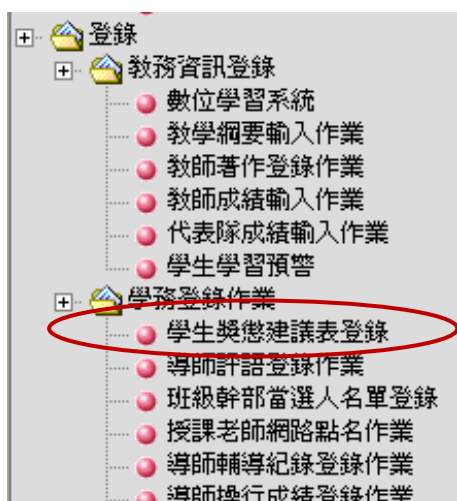 登錄
教務資訊登錄
數位學習系統
教學綱要輸入作業
教師著作登錄作業
教師成績輸入作業
代表隊成績輸入作業
學生學習預警
學務登錄作業
學生獎懲建議表登錄
導師評語登錄作業
班級幹部當選人名單登錄
授課老師網路點名作業
導師輔導紀錄登錄作業
導師操行成績登錄作業